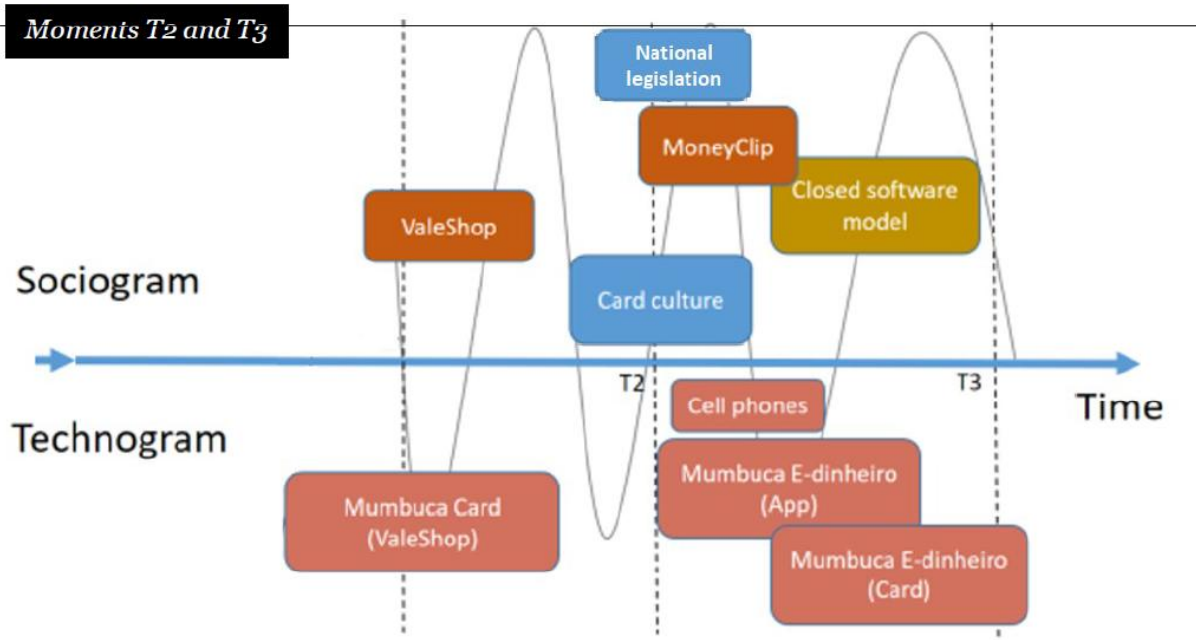 Moments T2 and T3
National
legislation
MoneyClip
Closed software
model
ValeShop
Card culture
Sociogram
T2
T3
Time
Technogram
Cell phones
Mumbuca E-dinheiro
(App)
Mumbuca Card
(ValeShop)
Mumbuca E-dinheiro
(Card)